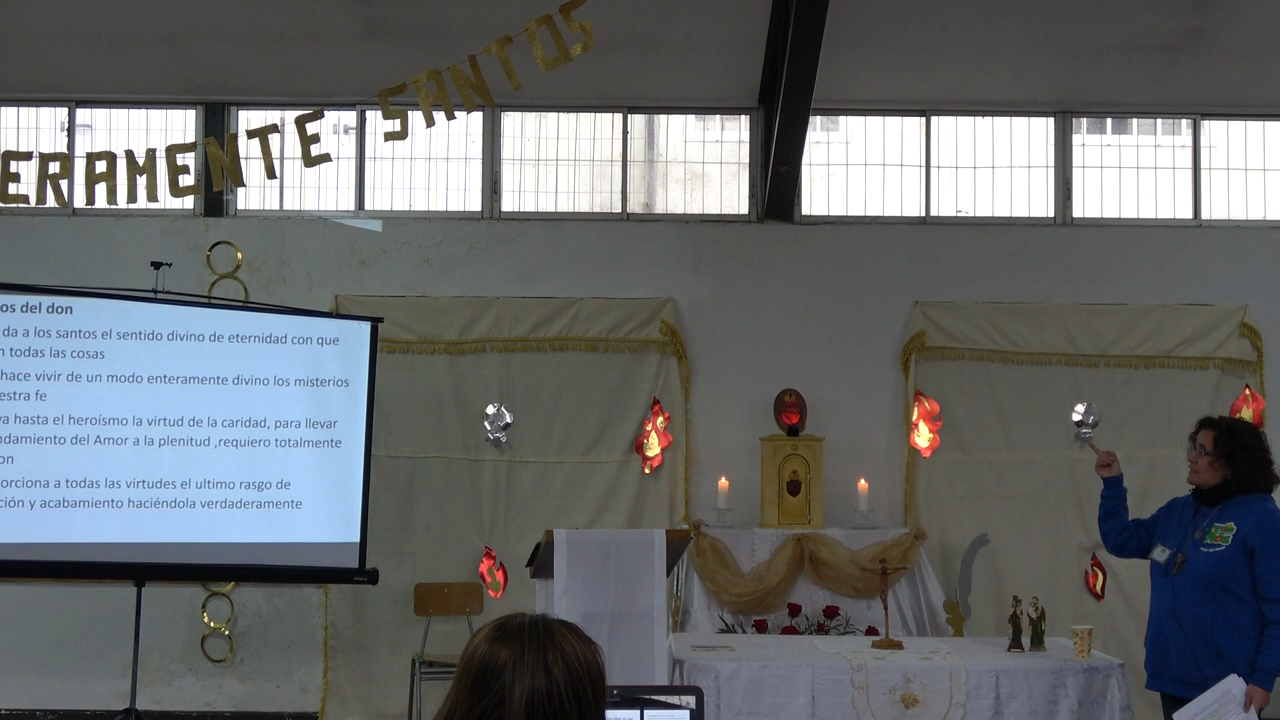 ERAMENTE SANTOS
os del don
da a los santos el sentido divino de eternidad con que
n todas las cosas
hace vivir de un modo enteramente divino los misterios
estra fe
va hasta el heroísmo la virtud de la caridad, para llevar
ndamiento del Amor a la plenitud ,requiero totalmente
on
orciona a todas las virtudes el ultimo rasgo de
ción y acabamiento haciéndola verdaderamente